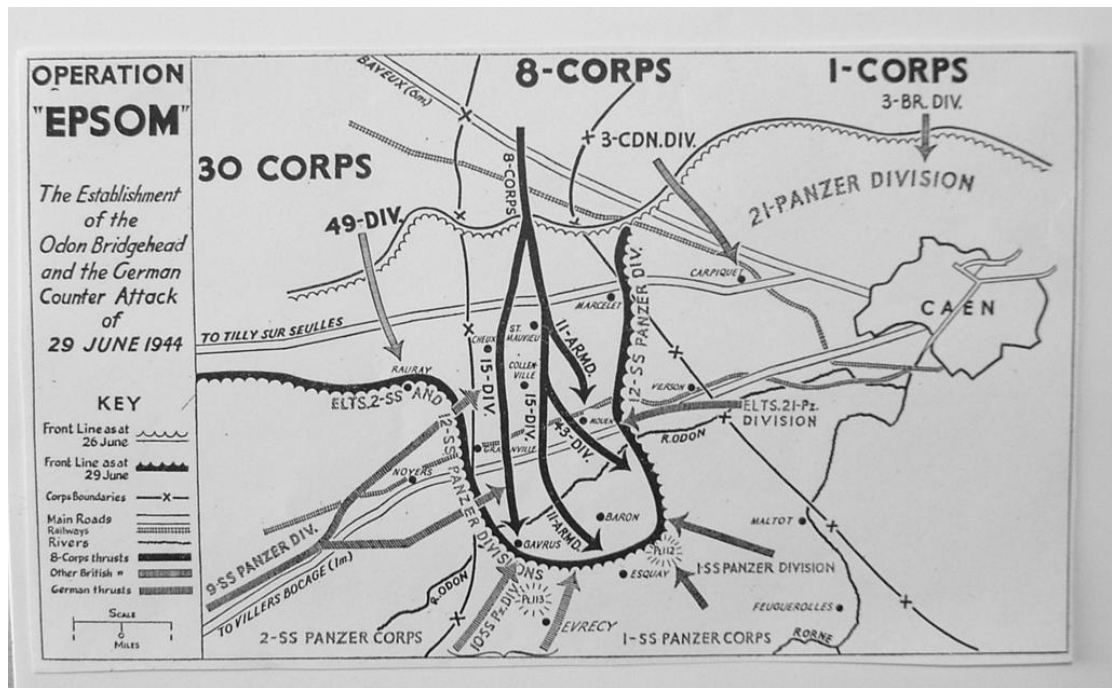 OPERATION
"EPSOM"
The Establishment
of the
Odon Bridgehead
and the German
Counter Attack
of
29 JUNE 1944
KEY
Front Line as at
26 June
Front Line as at
29 June
Corps Boundaries
Main Roads
Railways
Rivers
8-Corps thrusts
Other British "
German thrusts
SCALE
MILES
8-CORPS
1-CORPS
3-BR. DIV.
BAYEUX (6m.)
3-CDN. DIV.
30 CORPS
8-CORPS
21-PANZER DIVISION
49-DIV.
CARPIQUET
CAEN
MARCELET
TO TILLY SUR SEULLES
ST. MAUVIEU
CHEUX
11-ARMD.
12-SS PANZER DIV.
RAURAY
15-DIV.
COLLEVILLE
15-DIV.
VERSON
ELTS. 2-SS AND
12-SS PANZER DIVISIONS
ELTS. 21-Pz.
DIVISION
MOUEN
43-DIV.
R. ODON
GRAINVILLE
NOYERS
BARON
11-ARMD.
MALTOT
9-SS PANZER DIV.
GAVRUS
Pt.112
1-SS PANZER DIVISION
TO VILLERS BOCAGE (1m.)
ESQUAY
R. ODON
10-SS Pz. DIV.
Pt.113
FEUGUEROLLES
EVRECY
2-SS PANZER CORPS
1-SS PANZER CORPS
R. ORNE